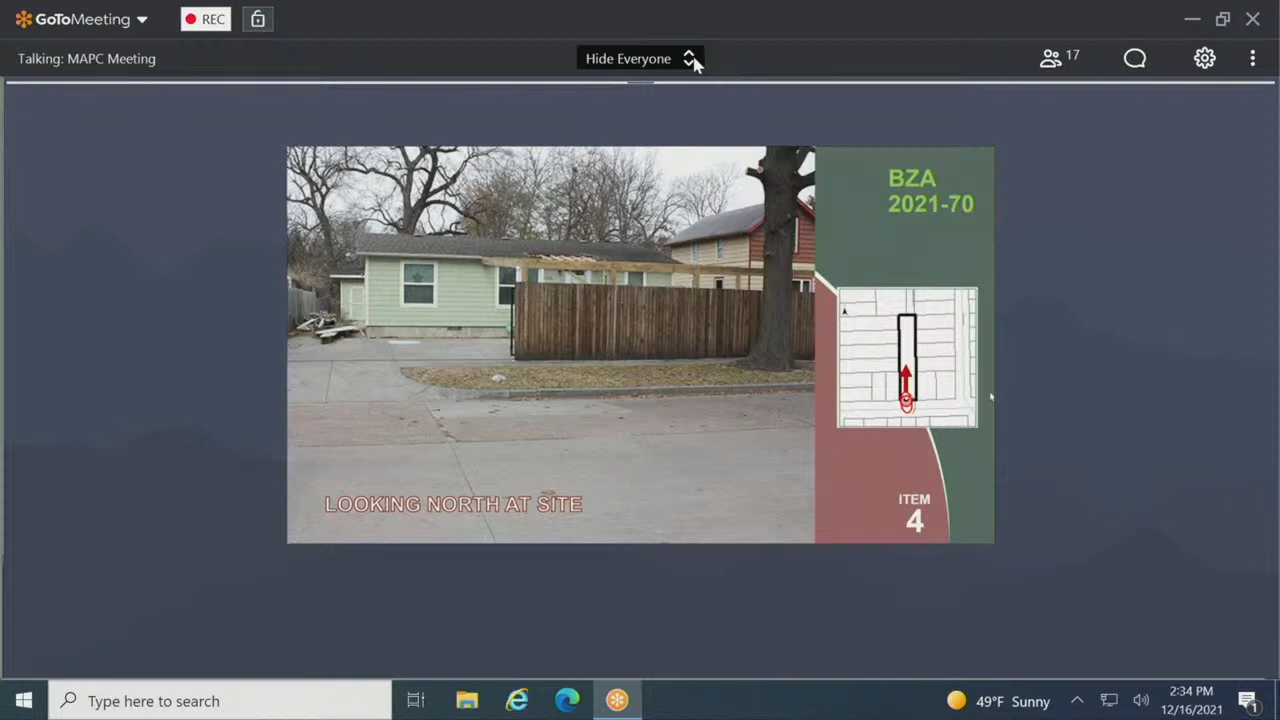 GoToMeeting
REC
Talking: MAPC Meeting
Hide Everyone
17
BZA
2021-70
LOOKING NORTH AT SITE
ITEM
4
Type here to search
49°F Sunny
2:34 PM
12/16/2021
1